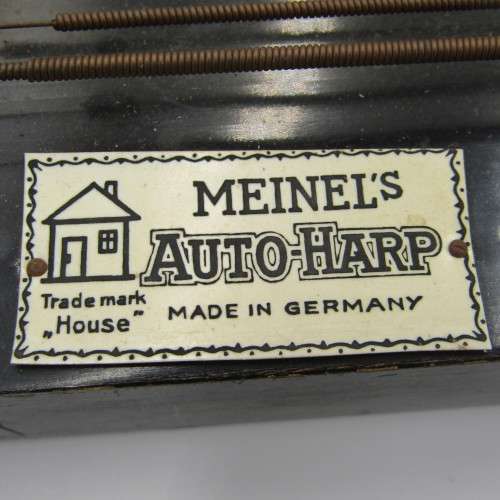 MEINEL'S
AUTO-HARP
MADE IN GERMANY
Trade mark
„House”